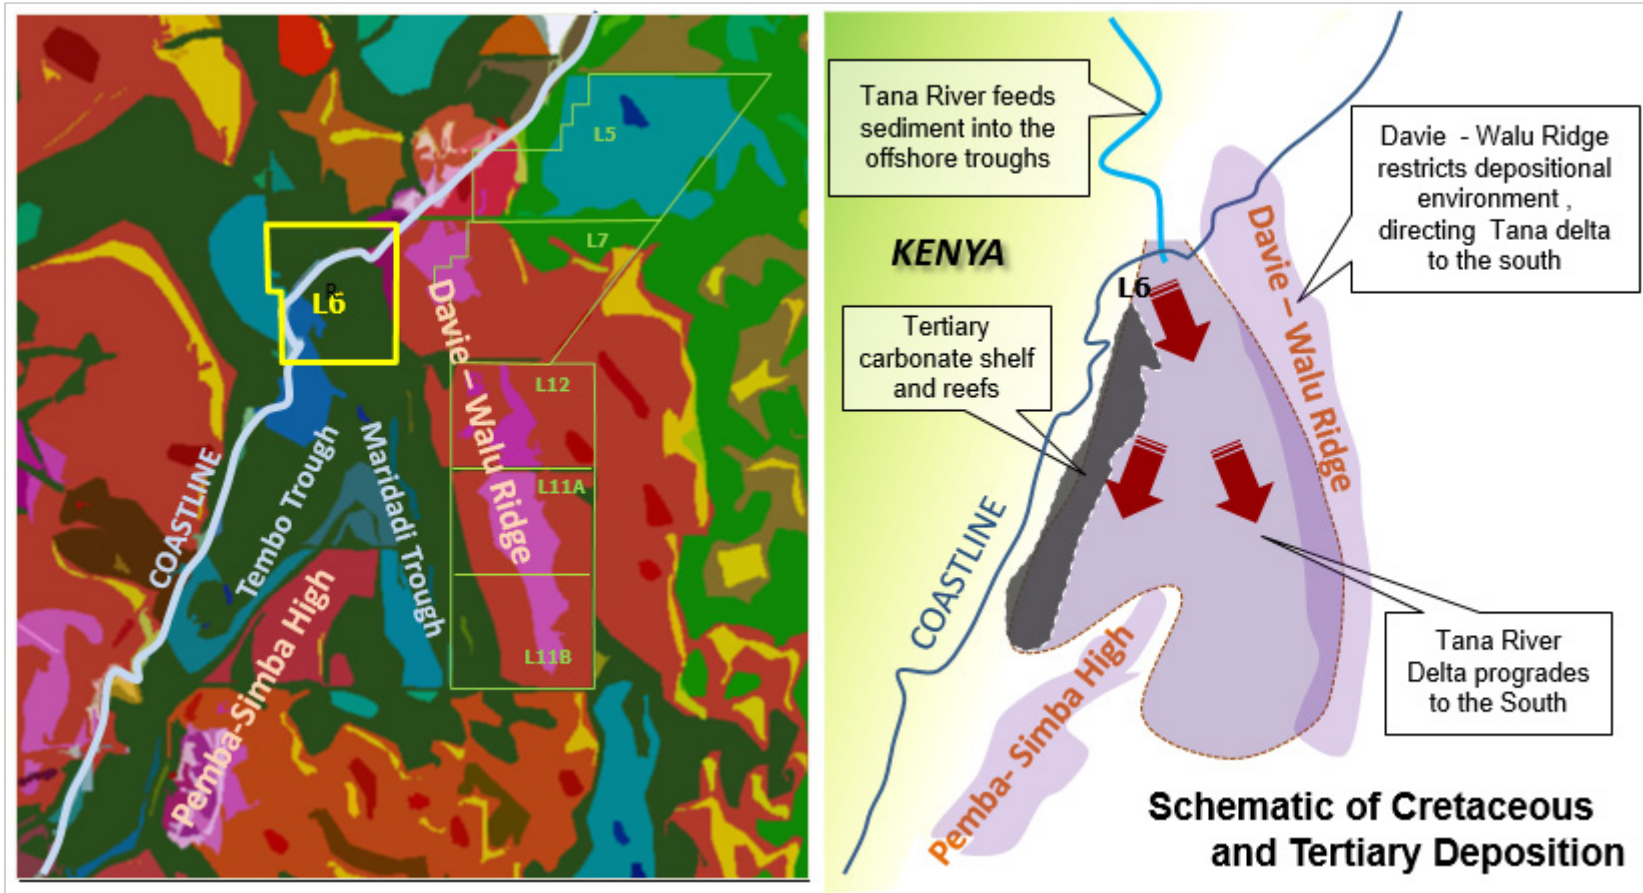 L5
L7
R
L6
Davie – Walu Ridge
L12
L11A
L11B
COASTLINE
Tembo Trough
Maridadi Trough
Pemba-Simba High
Tana River feeds
sediment into the
offshore troughs
Davie - Walu Ridge
restricts depositional
environment ,
directing Tana delta
to the south
KENYA
L6
Davie – Walu Ridge
Tertiary
carbonate shelf
and reefs
COASTLINE
Pemba- Simba High
Tana River
Delta progrades
to the South
Schematic of Cretaceous
and Tertiary Deposition